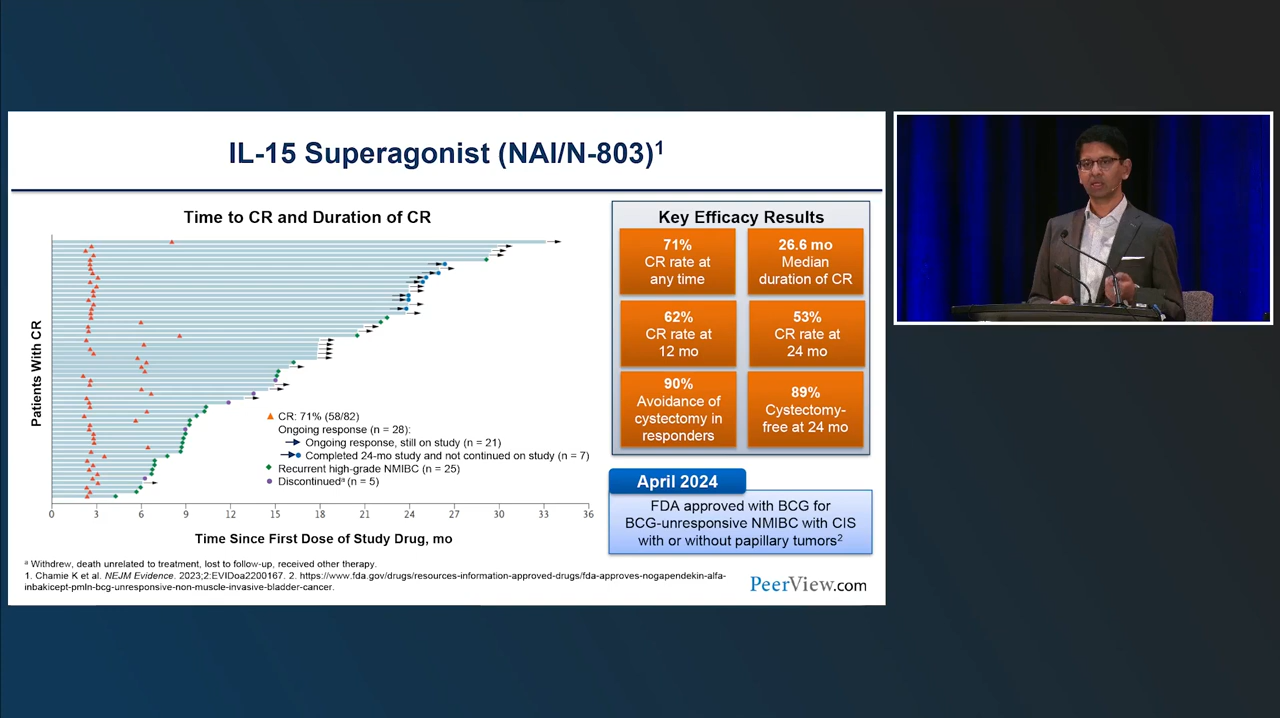 IL-15 Superagonist (NAI/N-803)1
Time to CR and Duration of CR
Patients With CR
CR: 71% (58/82)
Ongoing response (n = 28):
Ongoing response, still on study (n = 21)
Completed 24-mo study and not continued on study (n = 7)
Recurrent high-grade NMIBC (n = 25)
Discontinueda (n = 5)
0 3 6 9 12 15 18 21 24 27 30 33 36
Time Since First Dose of Study Drug, mo
Key Efficacy Results
71%
CR rate at
any time
26.6 mo
Median
duration of CR
62%
CR rate at
12 mo
53%
CR rate at
24 mo
90%
Avoidance of
cystectomy in
responders
89%
Cystectomy-
free at 24 mo
April 2024
FDA approved with BCG for
BCG-unresponsive NMIBC with CIS
with or without papillary tumors2
a Withdrew, death unrelated to treatment, lost to follow-up, received other therapy.
1. Chamie K et al. NEJM Evidence. 2023;2:EVIDoa2200167. 2. https://www.fda.gov/drugs/resources-information-approved-drugs/fda-approves-nogapendekin-alfa-
inbakicept-pmln-bcg-unresponsive-non-muscle-invasive-bladder-cancer.
PeerView.com